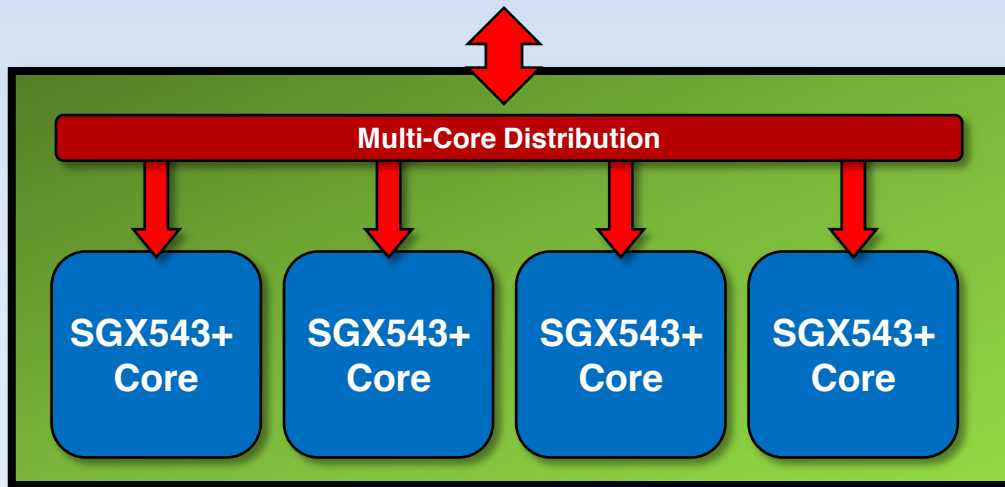 Multi-Core Distribution
SGX543+
Core
SGX543+
Core
SGX543+
Core
SGX543+
Core